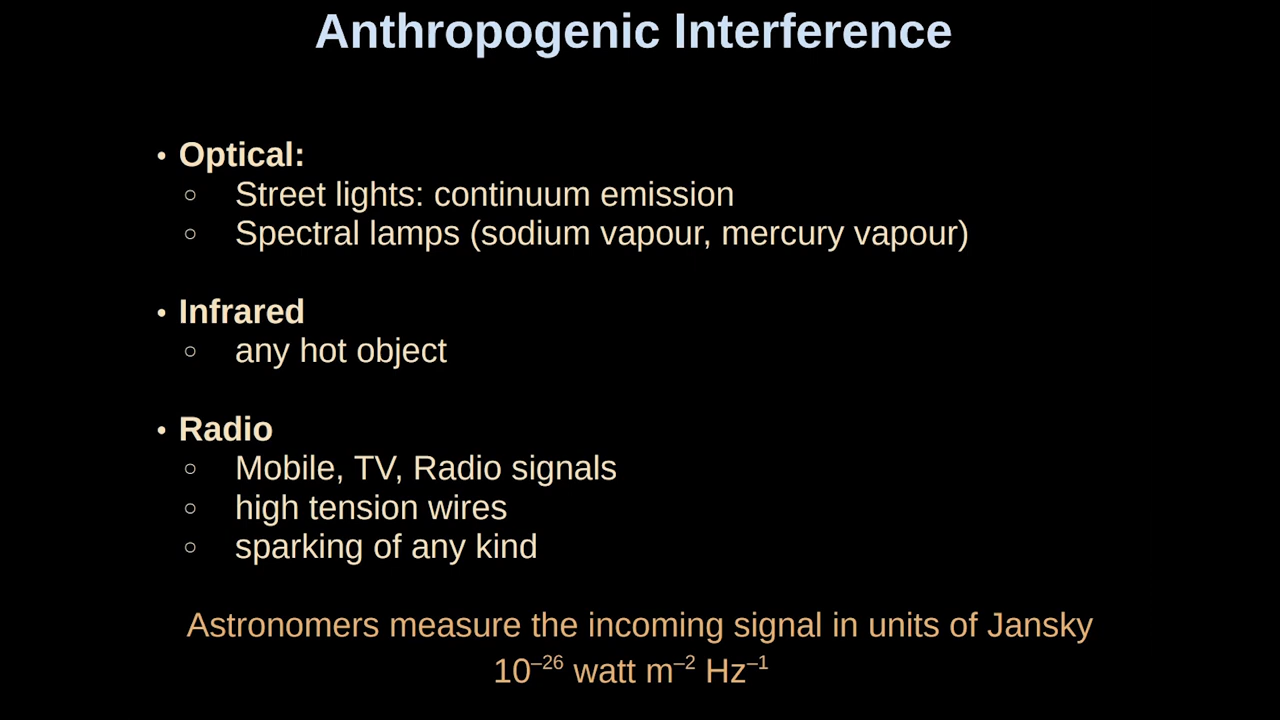 Anthropogenic Interference
• Optical:
○ Street lights: continuum emission
○ Spectral lamps (sodium vapour, mercury vapour)
• Infrared
○ any hot object
• Radio
○ Mobile, TV, Radio signals
○ high tension wires
○ sparking of any kind
Astronomers measure the incoming signal in units of Jansky
10⁻²⁶ watt m⁻² Hz⁻¹